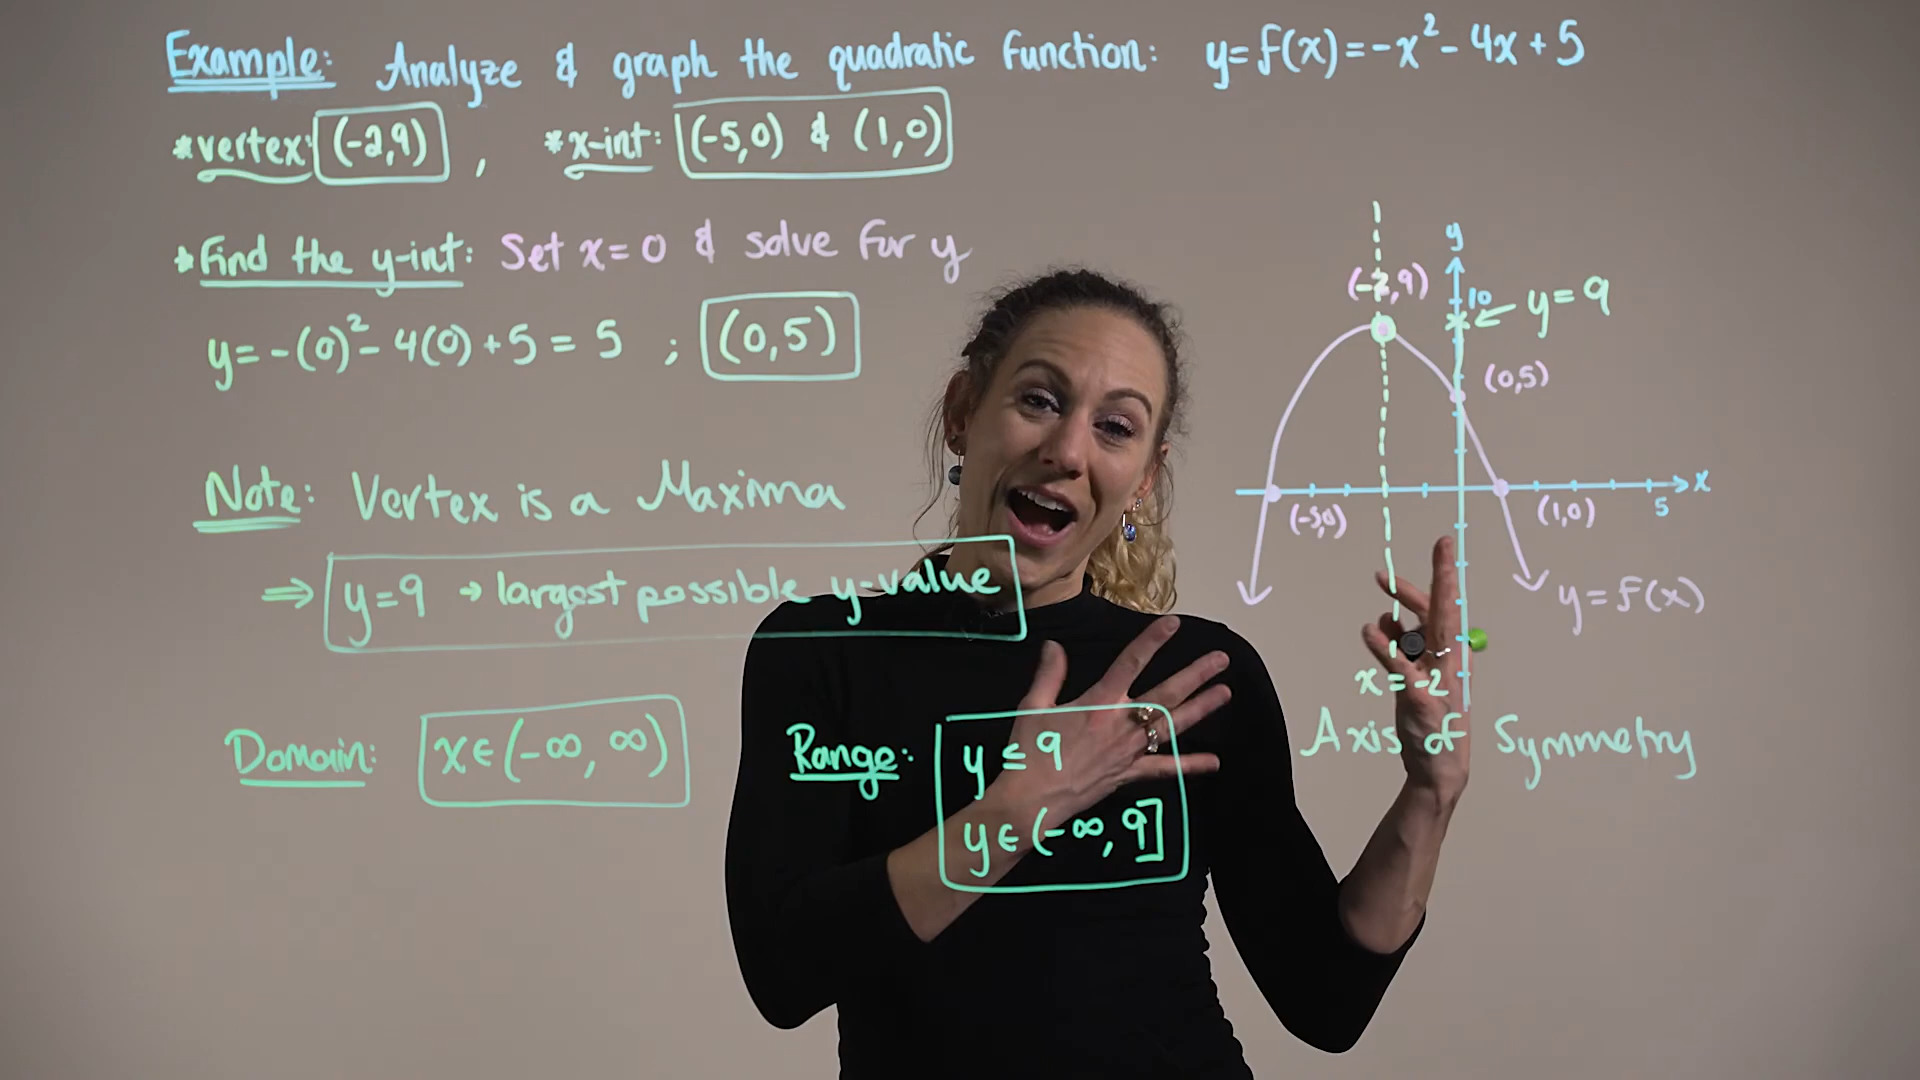 Example: Analyze & graph the quadratic function: y=f(x)=-x²-4x+5
*vertex: (-2,9) , *x-int: (-5,0) & (1,0)
*Find the y-int: Set x=0 & solve for y
y=-(0)²-4(0)+5=5 ; (0,5)
Note: Vertex is a Maxima
⇒ y=9 → largest possible y-value
Domain: x∈(-∞,∞)
Range: y≤9
y∈(-∞,9]
y
(-2,9)
10 ← y=9
(0,5)
x
(-5,0)
(1,0)
5
y=f(x)
x=-2
Axis of Symmetry